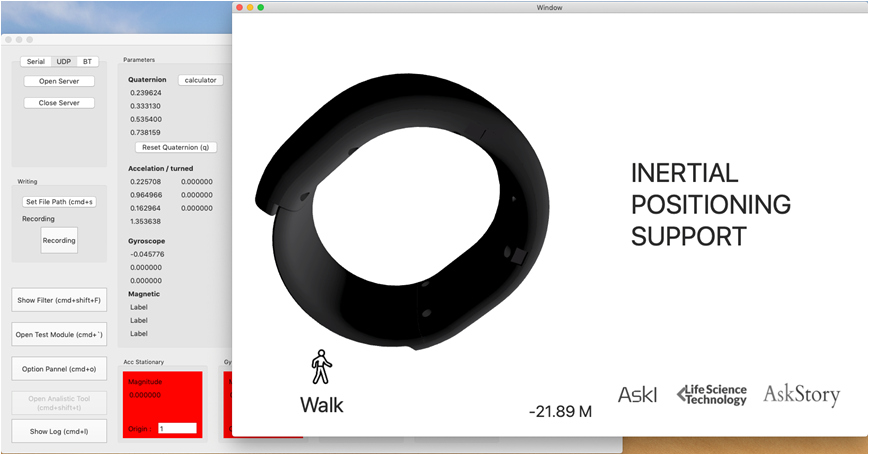 Window
Serial UDP BT
Open Server
Close Server
Writing
Set File Path (cmd+s
Recording
Recording
Show Filter (cmd+shift+F)
Open Test Module (cmd+`)
Option Pannel (cmd+o)
Open Analistic Tool
(cmd+shift+t)
Show Log (cmd+l)
Parameters
Quaternion calculator
0.239624
0.333130
0.535400
0.738159
Reset Quaternion (q)
Accelation / turned
0.225708 0.000000
0.964966 0.000000
0.162964 0.000000
1.353638
Gyroscope
-0.045776
0.000000
0.000000
Magnetic
Label
Label
Label
Acc Stationary
Magnitude
0.000000
Origin : 1
Gy
INERTIAL
POSITIONING
SUPPORT
Walk
-21.89 M
AskI
Life Science
Technology
AskStory